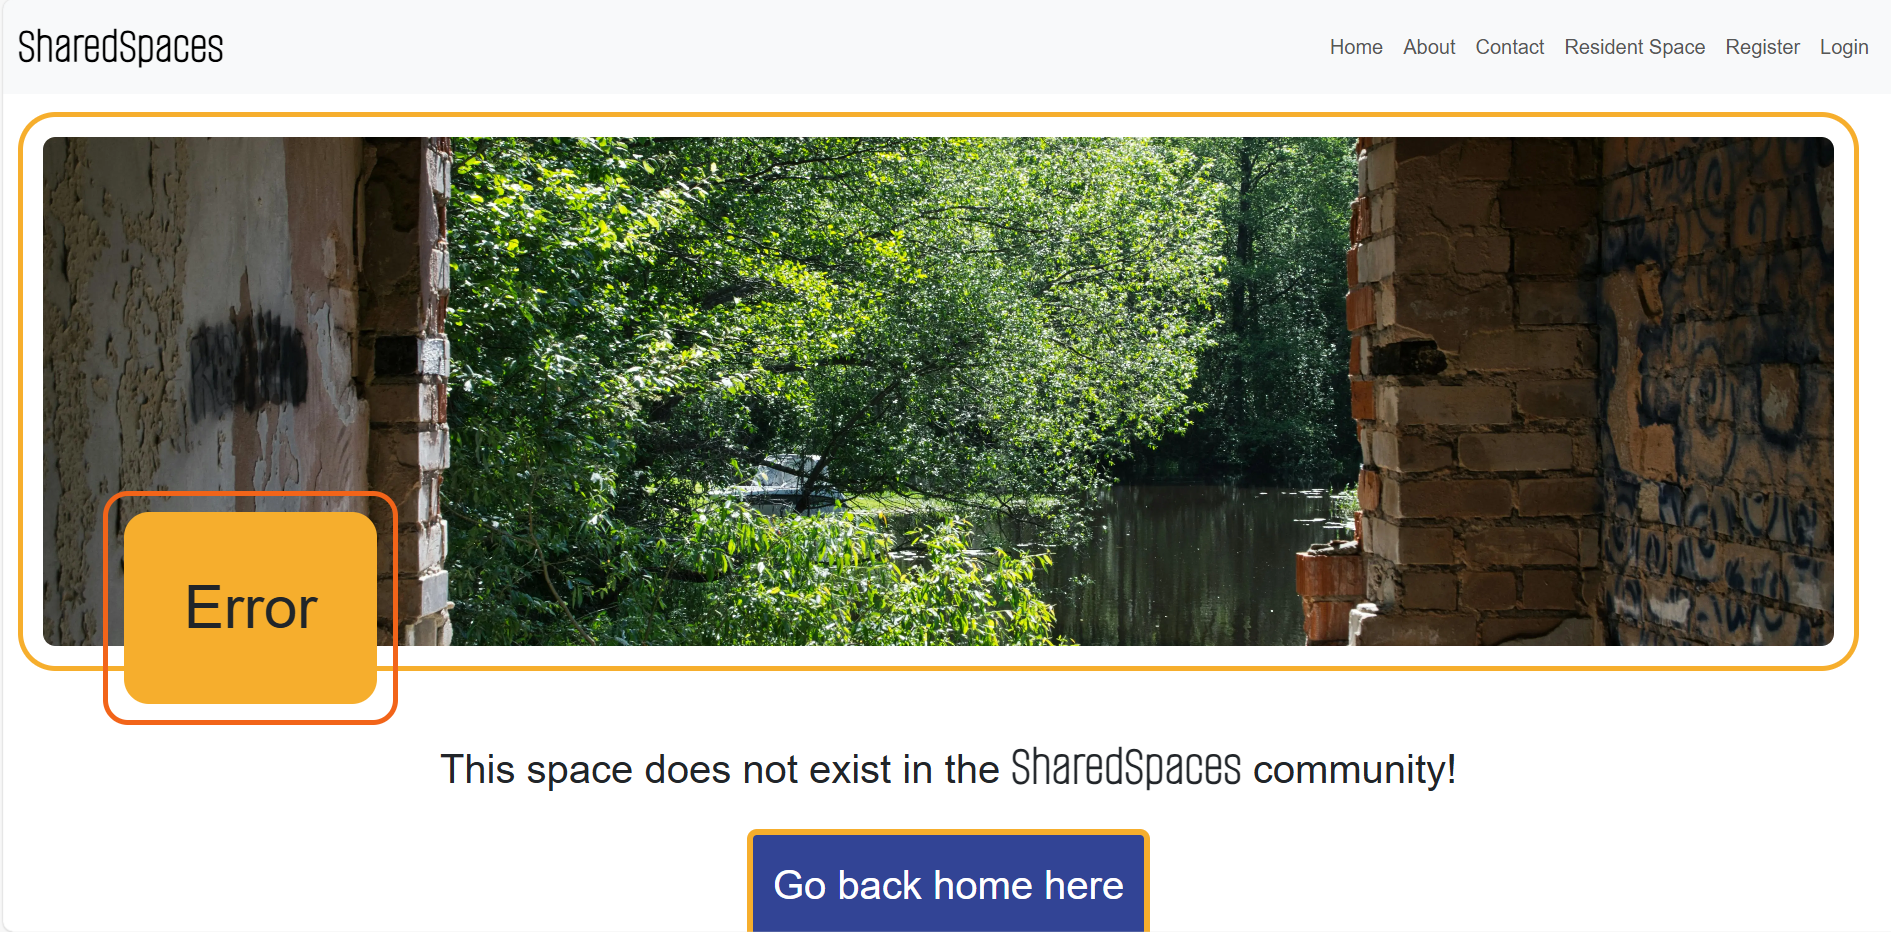 SharedSpaces
Home About Contact Resident Space Register Login
Error
This space does not exist in the SharedSpaces community!
Go back home here